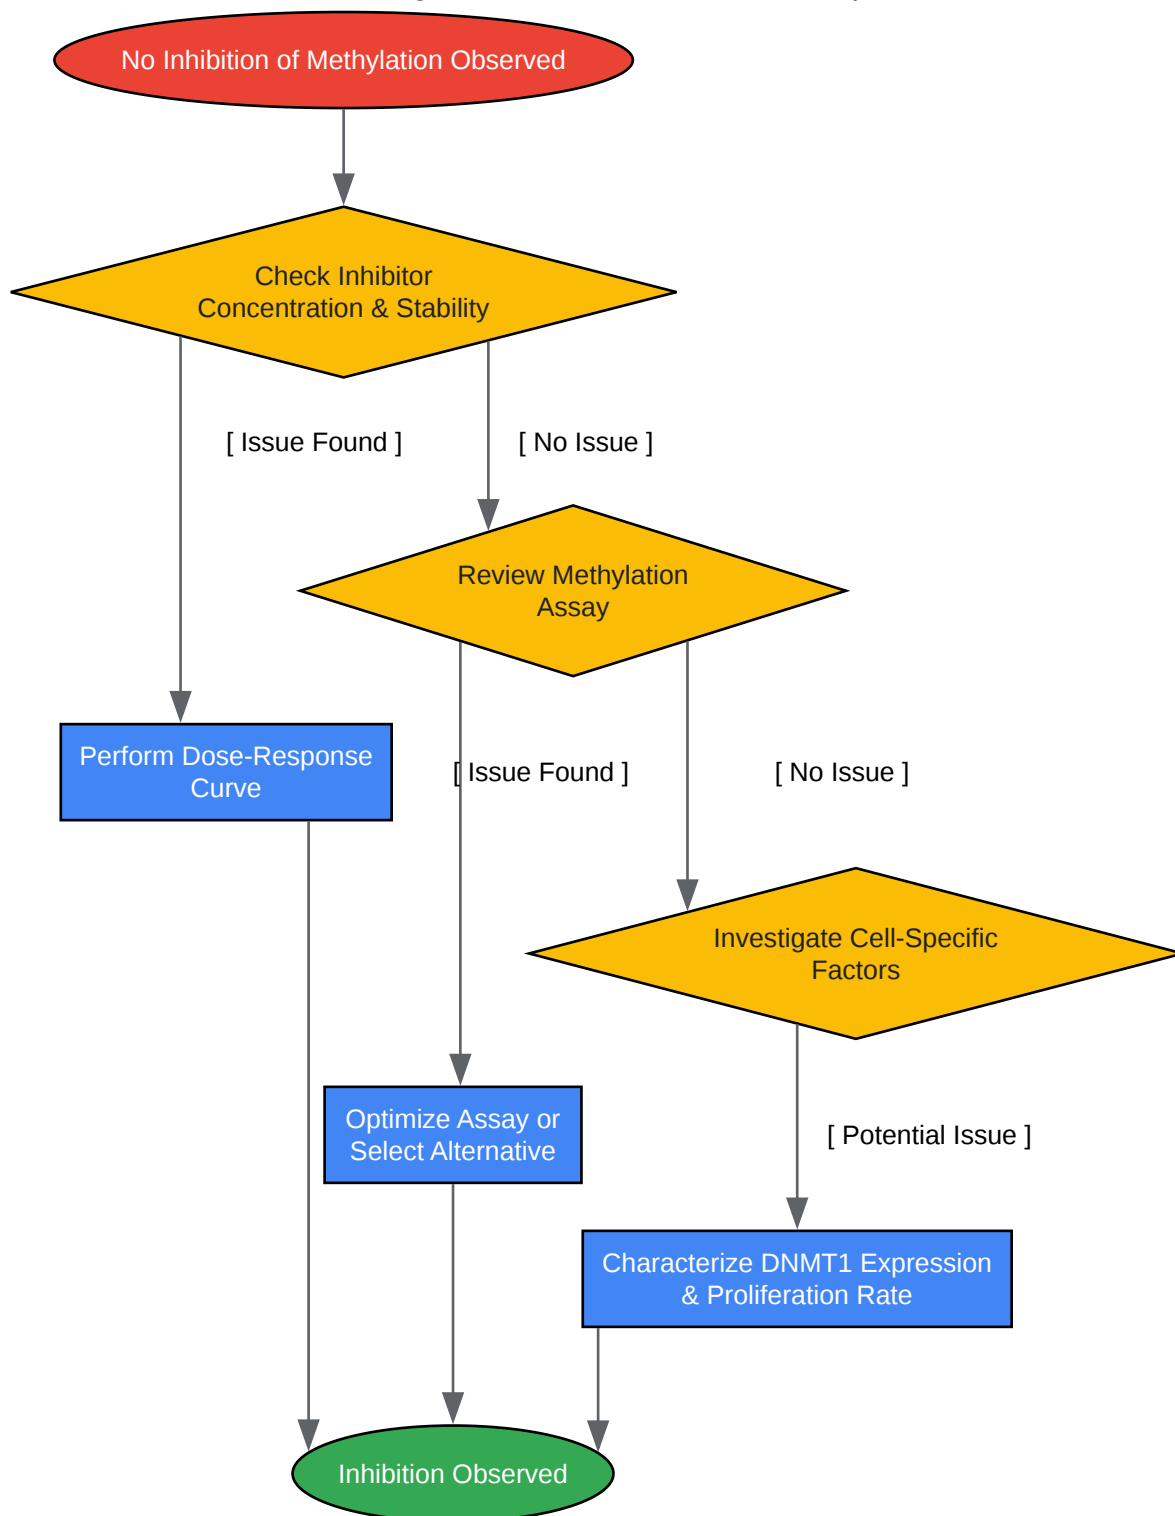 No Inhibition of Methylation Observed
Check Inhibitor
Concentration & Stability
[ Issue Found ]
[ No Issue ]
Review Methylation
Assay
Perform Dose-Response
Curve
[ Issue Found ]
[ No Issue ]
Investigate Cell-Specific
Factors
Optimize Assay or
Select Alternative
[ Potential Issue ]
Characterize DNMT1 Expression
& Proliferation Rate
Inhibition Observed